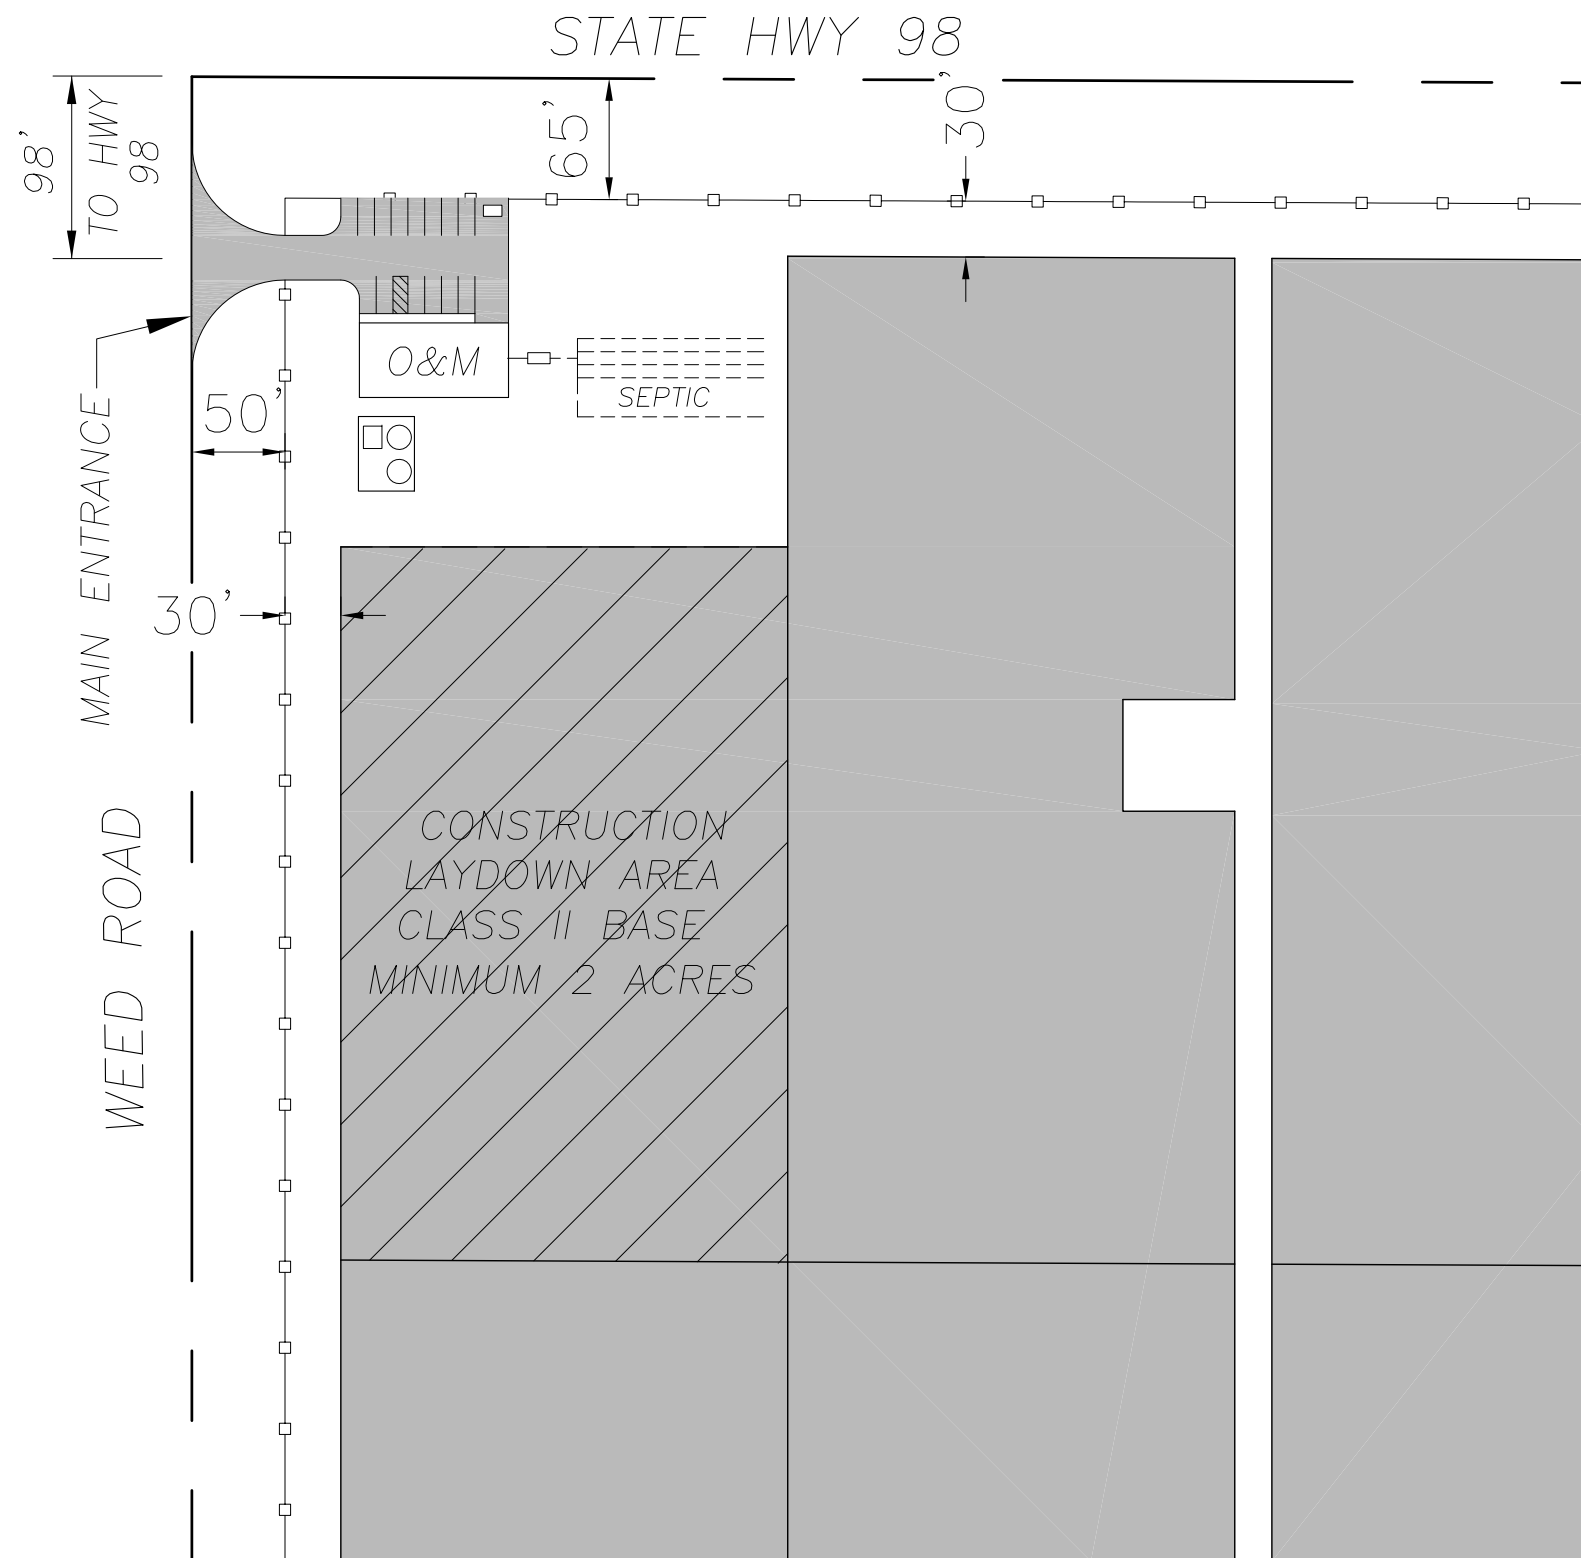 STATE HWY 98
98'
TO HWY
98
65'
30'
O&M
SEPTIC
50'
MAIN ENTRANCE
30'
CONSTRUCTION
LAYDOWN AREA
CLASS II BASE
MINIMUM 2 ACRES
WEED ROAD